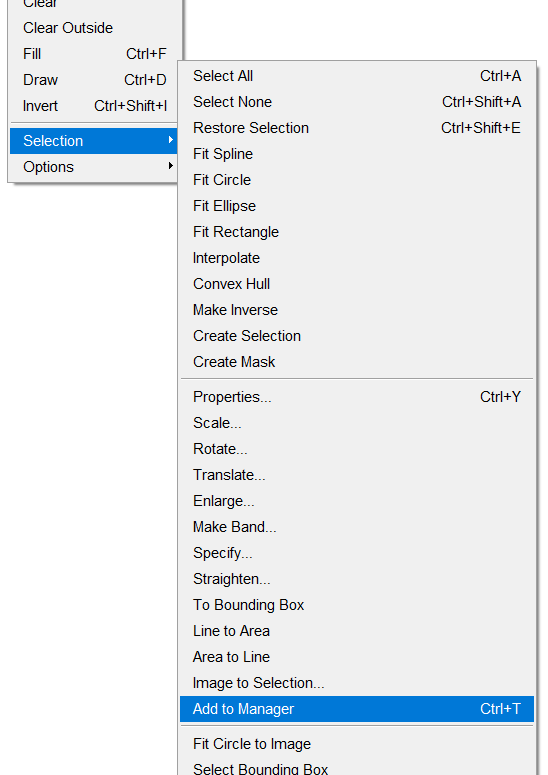 Clear
Clear Outside
Fill Ctrl+F
Draw Ctrl+D
Invert Ctrl+Shift+I
Selection
Options
Select All Ctrl+A
Select None Ctrl+Shift+A
Restore Selection Ctrl+Shift+E
Fit Spline
Fit Circle
Fit Ellipse
Fit Rectangle
Interpolate
Convex Hull
Make Inverse
Create Selection
Create Mask
Properties... Ctrl+Y
Scale...
Rotate...
Translate...
Enlarge...
Make Band...
Specify...
Straighten...
To Bounding Box
Line to Area
Area to Line
Image to Selection...
Add to Manager Ctrl+T
Fit Circle to Image
Select Bounding Box